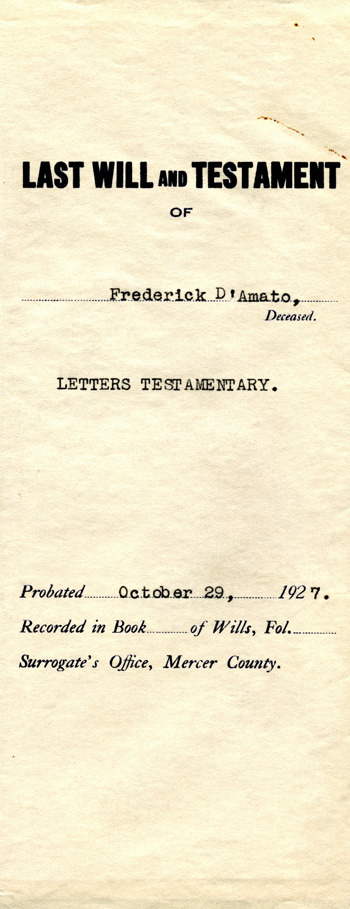 LAST WILL AND TESTAMENT
OF
Frederick D'Amato,
Deceased.
LETTERS TESTAMENTARY.
Probated October 29, 1927.
Recorded in Book of Wills, Fol.
Surrogate's Office, Mercer County.